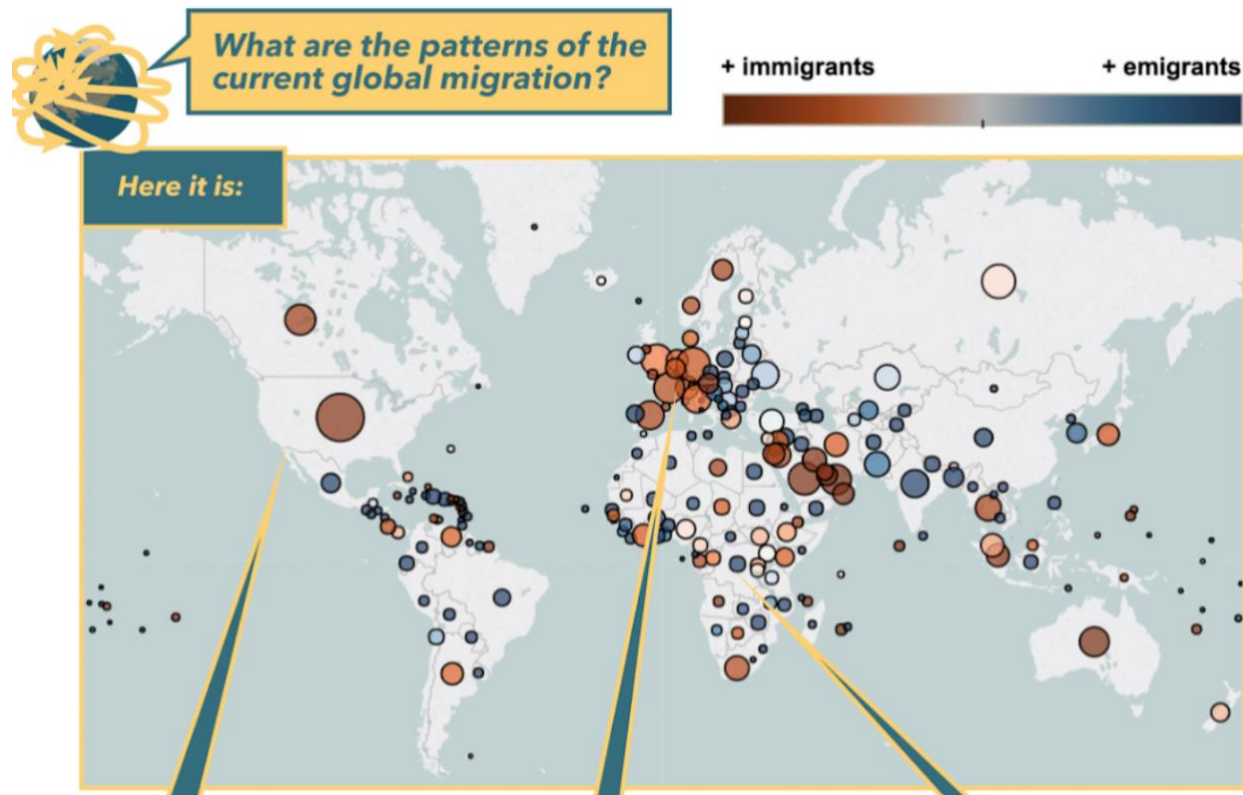 What are the patterns of the
current global migration?
+ immigrants
+ emigrants
Here it is: